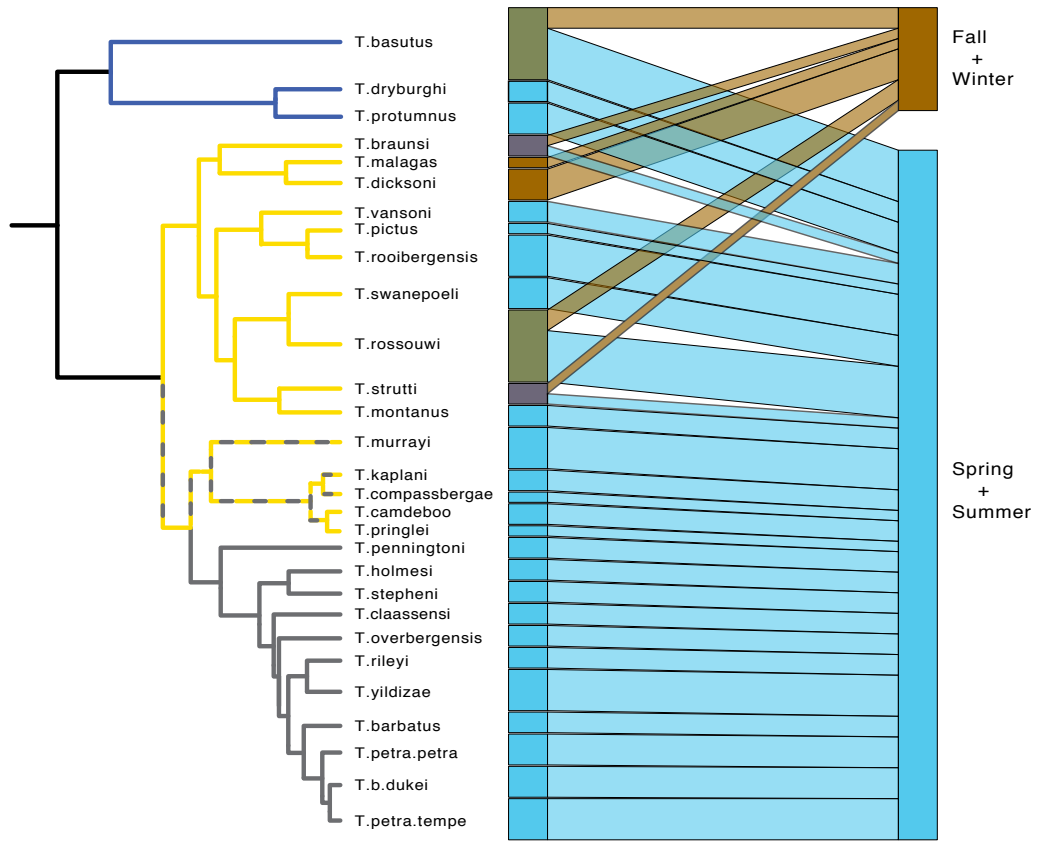 T.basutus
T.dryburghi
T.protumnus
T.braunsi
T.malagas
T.dicksoni
T.vansoni
T.pictus
T.rooibergensis
T.swanepoeli
T.rossouwi
T.strutti
T.montanus
T.murrayi
T.kaplani
T.compassbergae
T.camdeboo
T.pringlei
T.penningtoni
T.holmesi
T.stepheni
T.claassensi
T.overbergensis
T.rileyi
T.yildizae
T.barbatus
T.petra.petra
T.b.dukei
T.petra.tempe
Fall
+
Winter
Spring
+
Summer